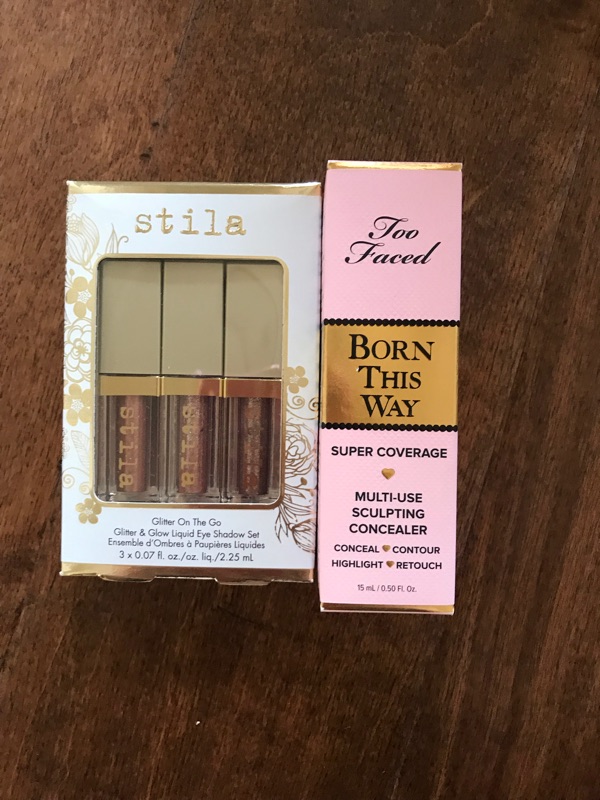 stila
stila
stila
Glitter On The Go
Glitter & Glow Liquid Eye Shadow Set
Ensemble d'Ombres à Paupières Liquides
3 x 0.07 fl. oz./oz. liq./2.25 mL
Too
Faced
BORN
THIS
WAY
SUPER COVERAGE
MULTI-USE
SCULPTING
CONCEALER
CONCEAL CONTOUR
HIGHLIGHT RETOUCH
15 mL / 0.50 Fl. Oz.